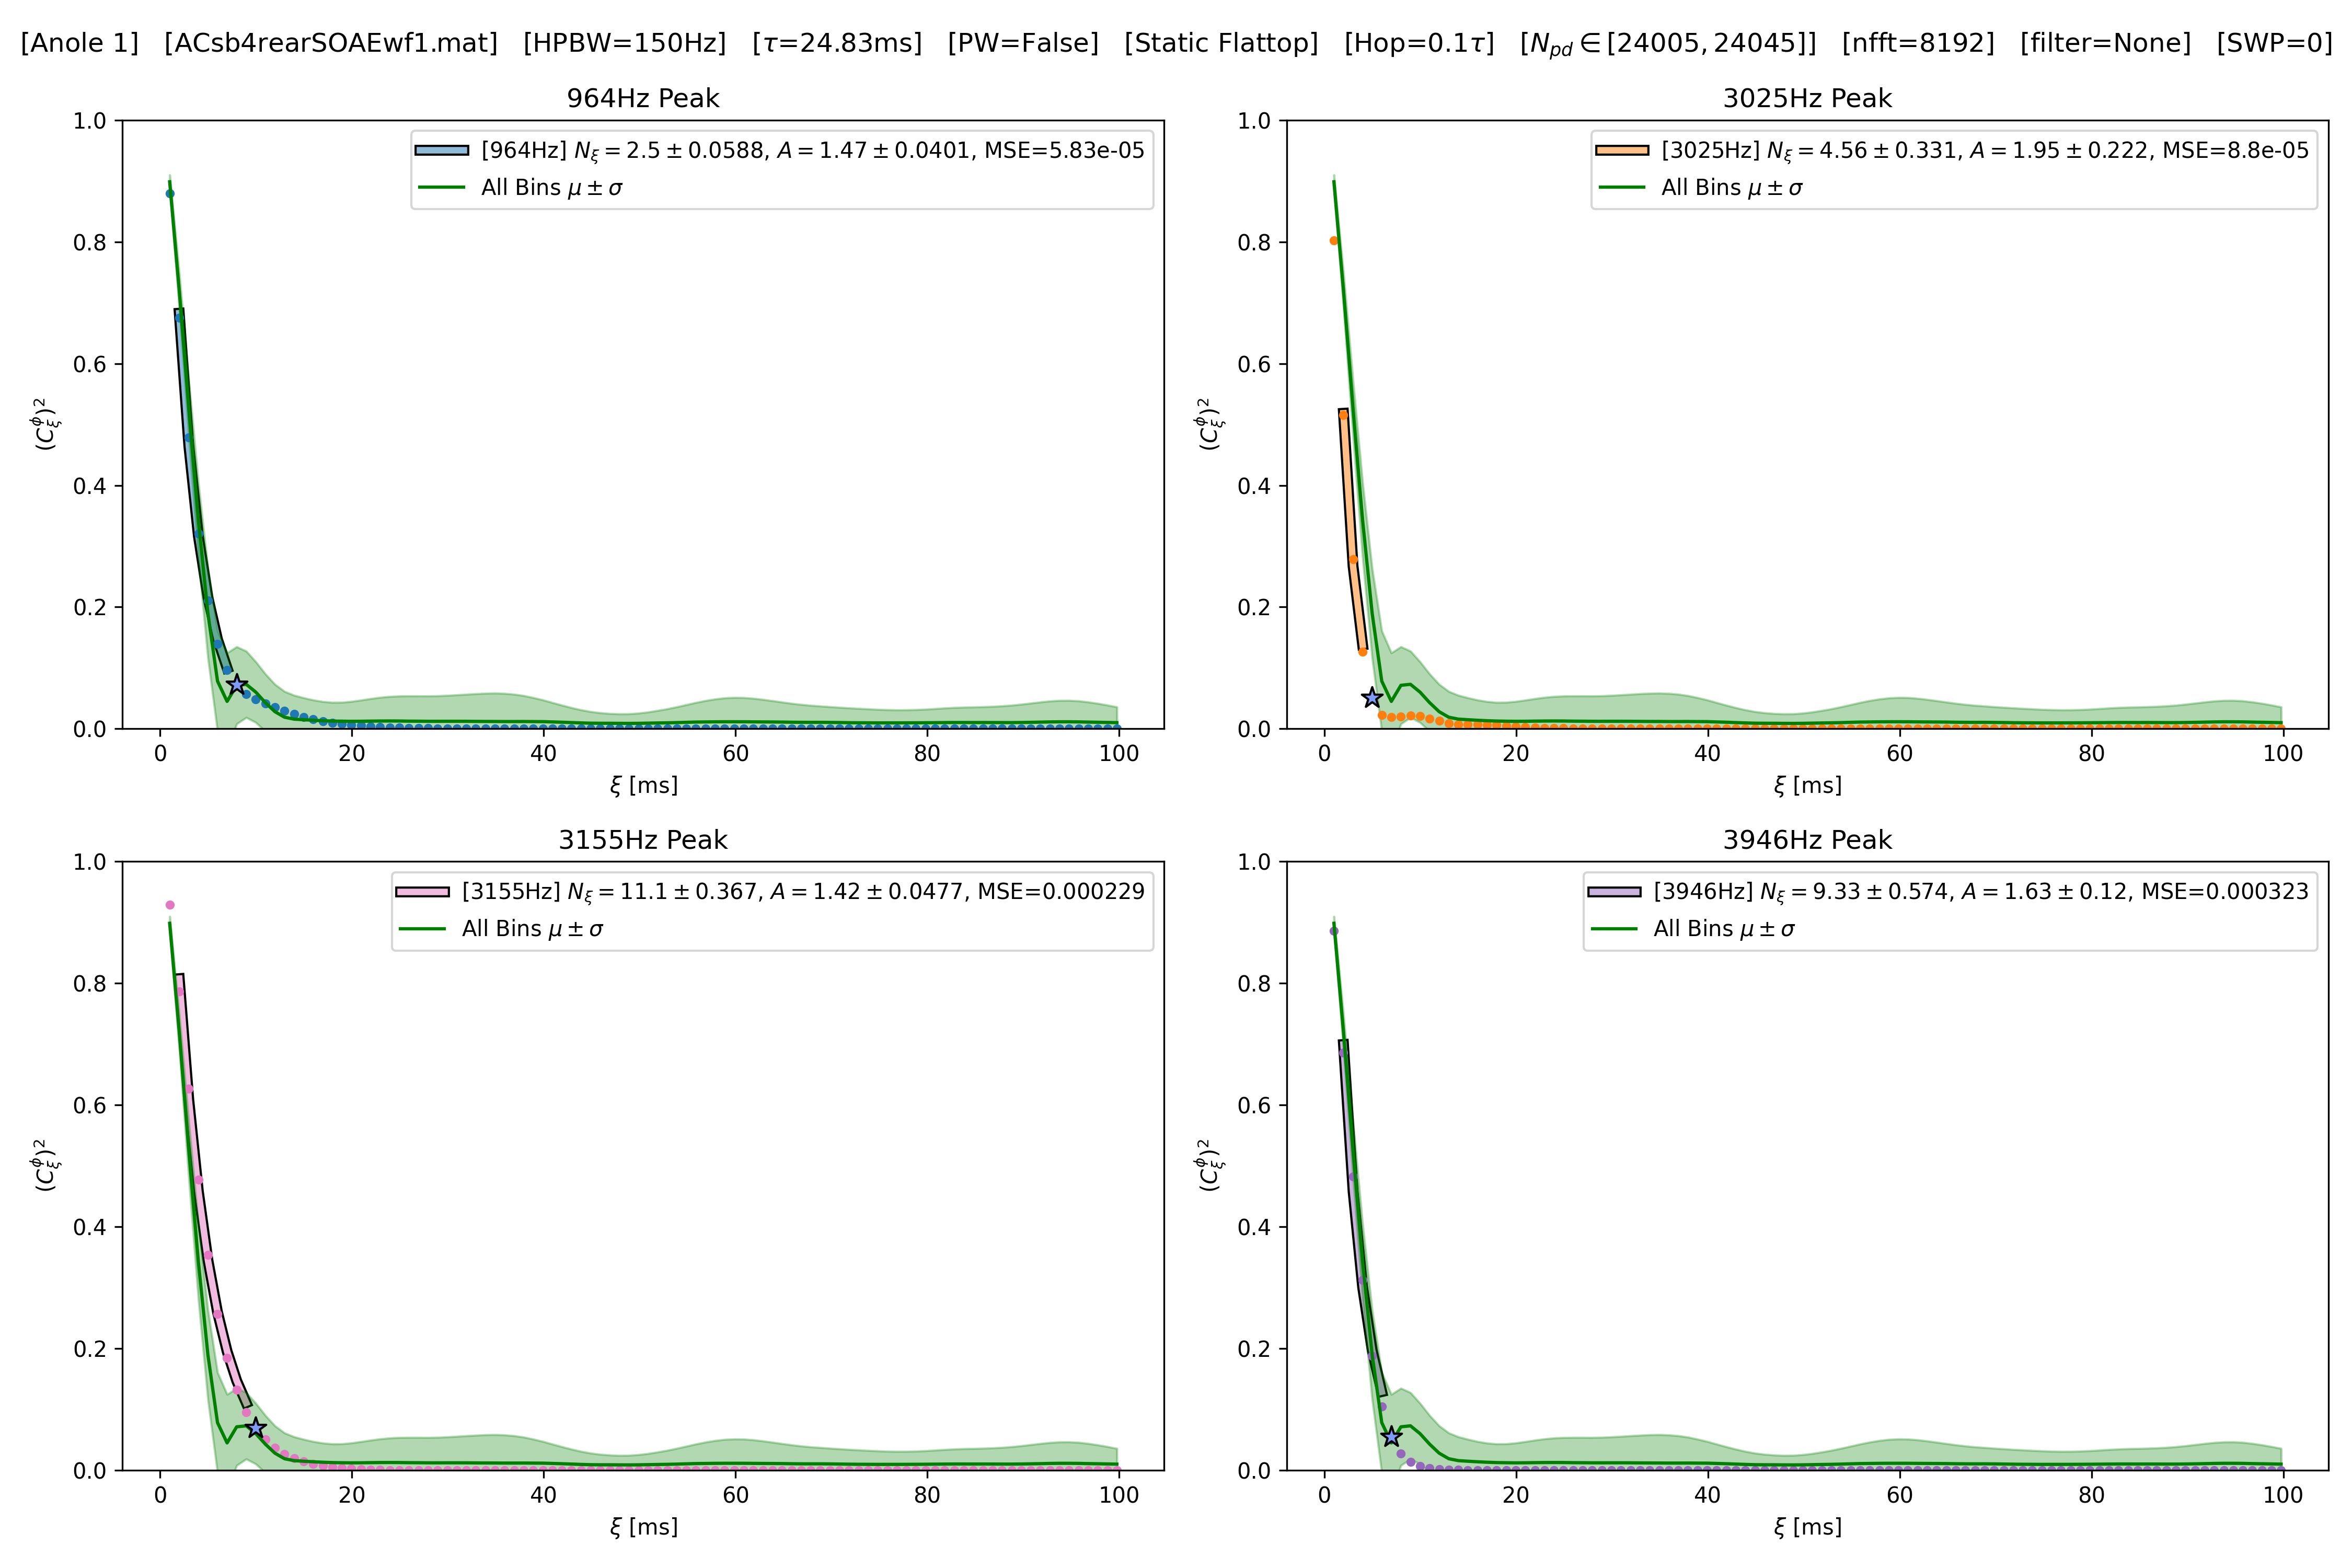 [Anole 1] [ACsb4rearSOAEwf1.mat] [HPBW=150Hz] [τ=24.83ms] [PW=False] [Static Flattop] [Hop=0.1τ] [N_pd ∈ [24005, 24045]] [nfft=8192] [filter=None] [SWP=0]
964Hz Peak
[964Hz] N_ξ = 2.5 ± 0.0588, A = 1.47 ± 0.0401, MSE=5.83e-05
All Bins μ ± σ
1.0
0.8
0.6
0.4
0.2
0.0
(C_ξ^ϕ)²
0 20 40 60 80 100
ξ [ms]
3025Hz Peak
[3025Hz] N_ξ = 4.56 ± 0.331, A = 1.95 ± 0.222, MSE=8.8e-05
All Bins μ ± σ
1.0
0.8
0.6
0.4
0.2
0.0
(C_ξ^ϕ)²
0 20 40 60 80 100
ξ [ms]
3155Hz Peak
[3155Hz] N_ξ = 11.1 ± 0.367, A = 1.42 ± 0.0477, MSE=0.000229
All Bins μ ± σ
1.0
0.8
0.6
0.4
0.2
0.0
(C_ξ^ϕ)²
0 20 40 60 80 100
ξ [ms]
3946Hz Peak
[3946Hz] N_ξ = 9.33 ± 0.574, A = 1.63 ± 0.12, MSE=0.000323
All Bins μ ± σ
1.0
0.8
0.6
0.4
0.2
0.0
(C_ξ^ϕ)²
0 20 40 60 80 100
ξ [ms]